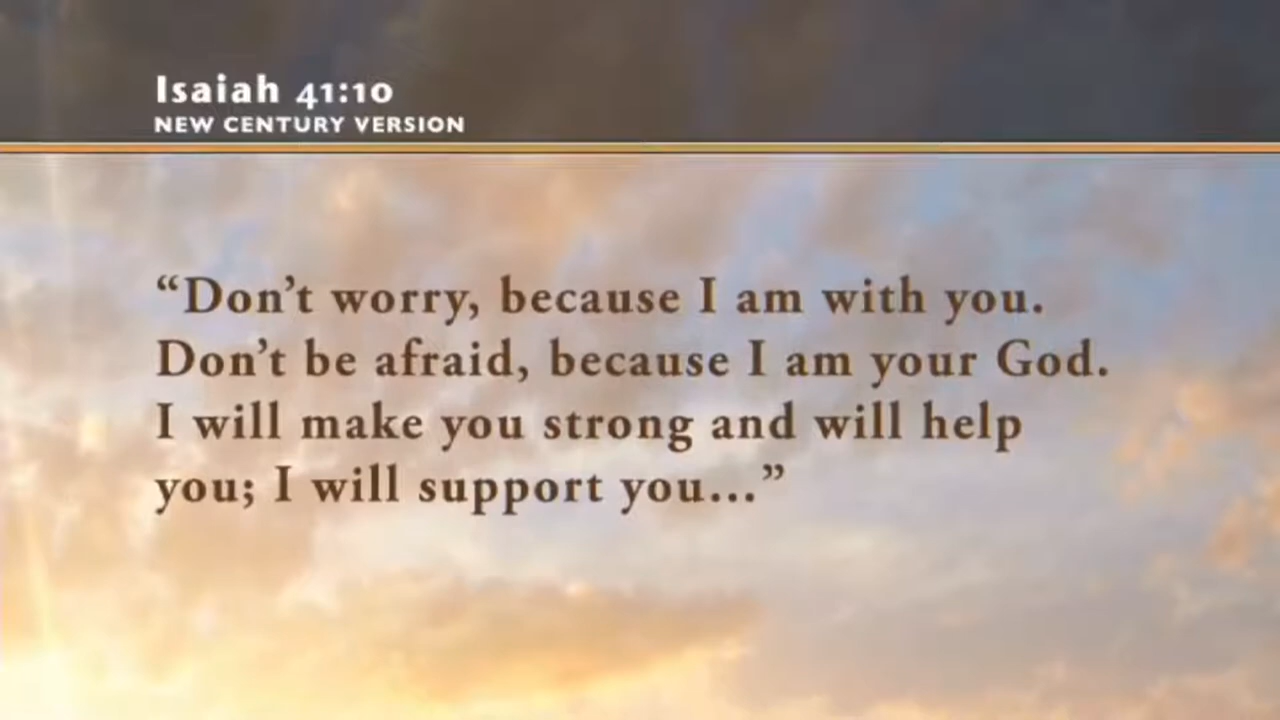 Isaiah 41:10
NEW CENTURY VERSION
“Don’t worry, because I am with you.
Don’t be afraid, because I am your God.
I will make you strong and will help
you; I will support you...”